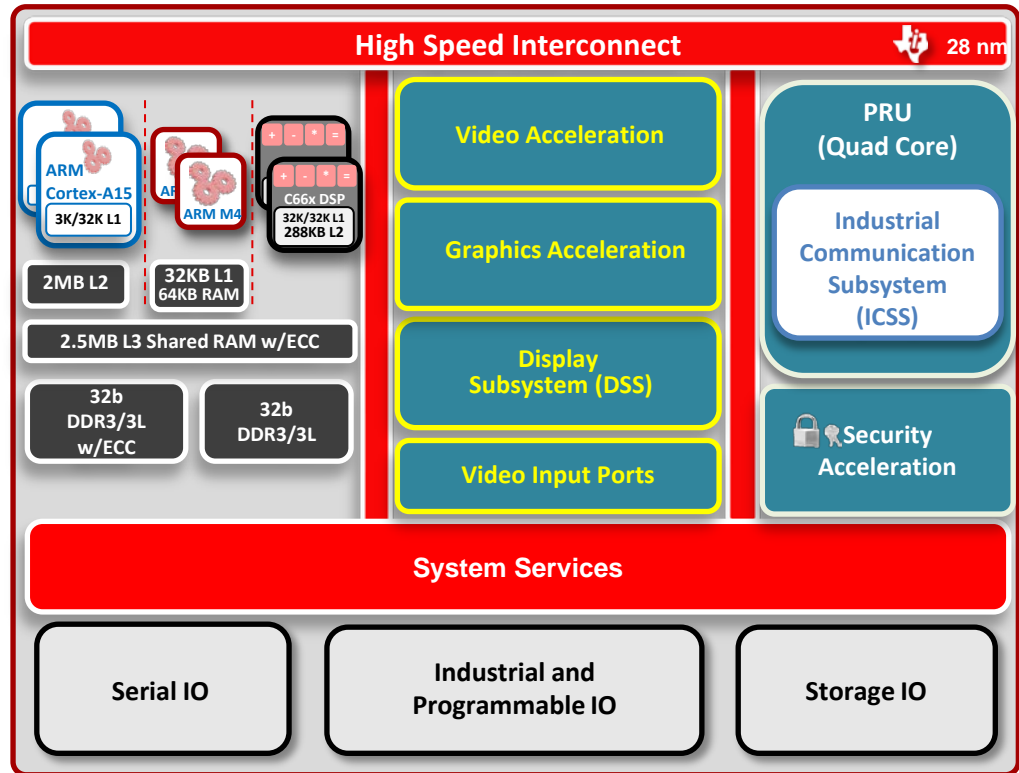 High Speed Interconnect
28 nm
ARM
Cortex-A15
3K/32K L1
ARM M4
+ - * =
+ - * =
C66x DSP
32K/32K L1
288KB L2
2MB L2
32KB L1
64KB RAM
2.5MB L3 Shared RAM w/ECC
32b
DDR3/3L
w/ECC
32b
DDR3/3L
Video Acceleration
Graphics Acceleration
Display
Subsystem (DSS)
Video Input Ports
PRU
(Quad Core)
Industrial
Communication
Subsystem
(ICSS)
Security
Acceleration
System Services
Serial IO
Industrial and
Programmable IO
Storage IO